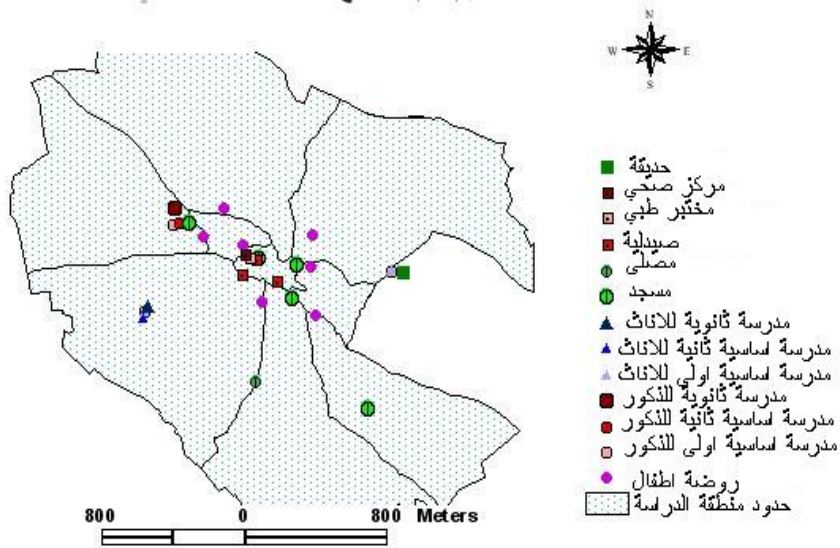 N
W E
S
حديقة
مركز صحي
مختبر طبي
صيدلية
مصلى
مسجد
مدرسة ثانوية للاناث
مدرسة اساسية ثانية للاناث
مدرسة اساسية اولى للاناث
مدرسة ثانوية للذكور
مدرسة اساسية ثانية للذكور
مدرسة اساسية اولى للذكور
روضة اطفال
حدود منطقة الدراسة
800 0 800 Meters